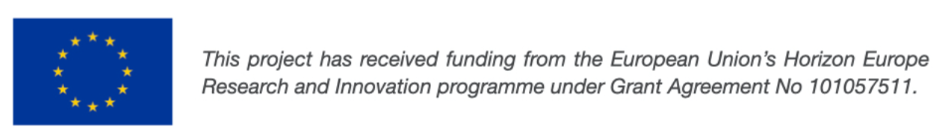 This project has received funding from the European Union's Horizon Europe
Research and Innovation programme under Grant Agreement No 101057511.